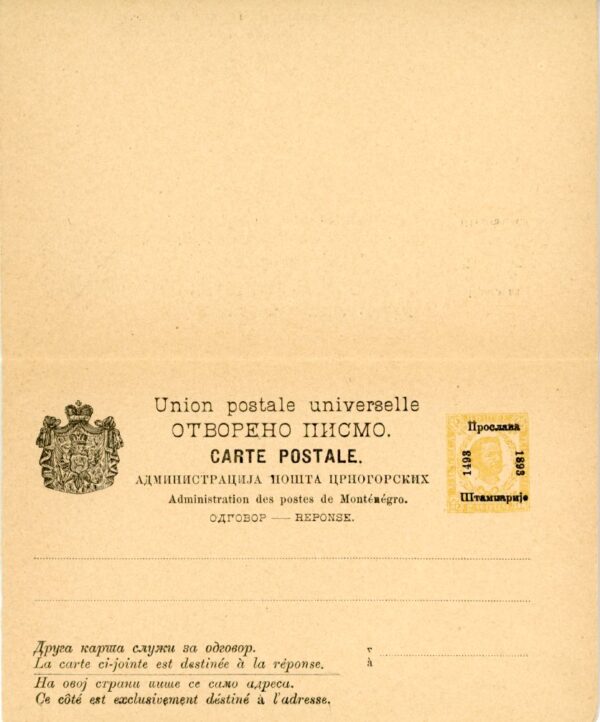 Union postale universelle
ОТВОРЕНО ПИСМО.
CARTE POSTALE.
АДМИНИСТРАЦИЈА ПОШТА ЦРНОГОРСКИХ
Administration des postes de Monténégro.
ОДГОВОР — REPONSE.
Прослава
1493
1893
Штампарије
Друга карта служи за одговор.
La carte ci-jointe est destinée à la réponse.
На овој страни пише се само адреса.
Ce côté est exclusivement déstiné à l'adresse.
у
à